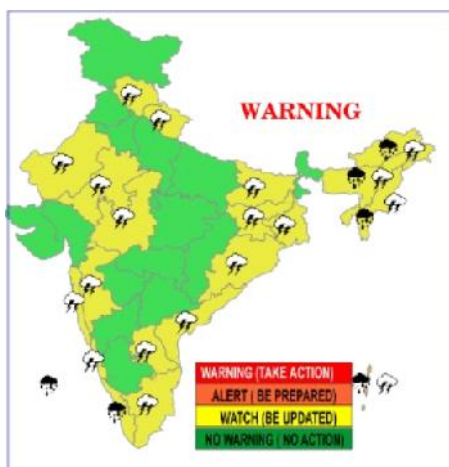 WARNING
WARNING (TAKE ACTION)
ALERT ( BE PREPARED)
WATCH (BE UPDATED)
NO WARNING ( NO ACTION)